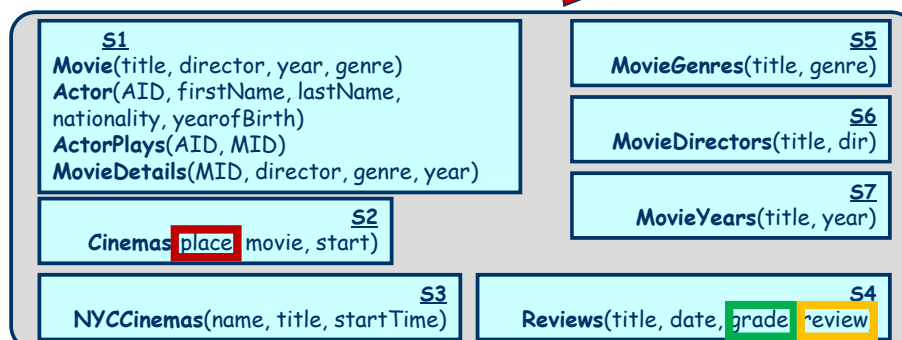 S1
Movie(title, director, year, genre)
Actor(AID, firstName, lastName,
nationality, yearofBirth)
ActorPlays(AID, MID)
MovieDetails(MID, director, genre, year)
S2
Cinemas place movie, start)
S3
NYCCinemas(name, title, startTime)
S5
MovieGenres(title, genre)
S6
MovieDirectors(title, dir)
S7
MovieYears(title, year)
S4
Reviews(title, date, grade review